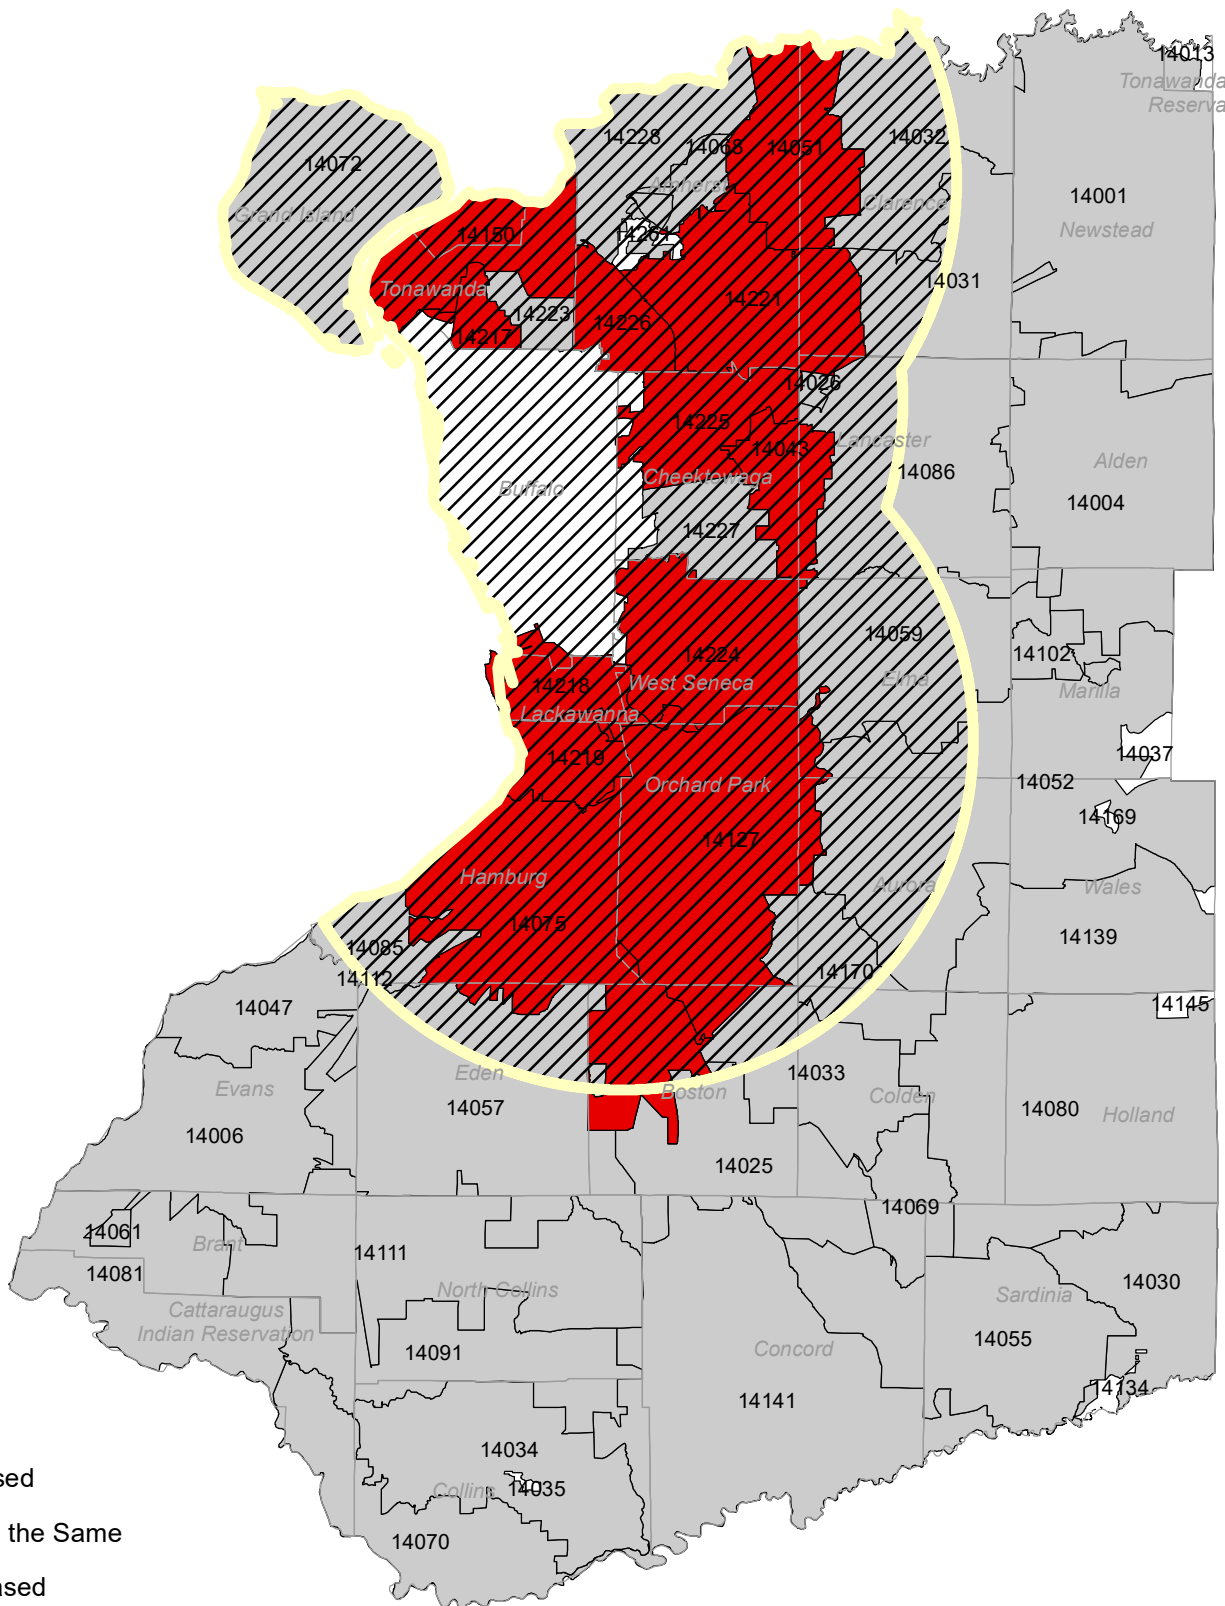 14013
Tonawanda
Reserva
14228
14068
14051
14032
14072
Amherst
14001
Clarence
Grand Island
Newstead
14150
14261
14031
Tonawanda
14221
14223
14226
14217
14026
14225
Lancaster
14043
Alden
14086
Cheektowaga
Buffalo
14004
14227
14059
14224
14102
Elma
West Seneca
14218
Marilla
Lackawanna
14037
14219
14052
Orchard Park
14169
14127
Hamburg
Aurora
Wales
14075
14139
14085
14170
14112
14145
14047
Eden
14033
Evans
Boston
Colden
14057
14080
Holland
14006
14025
14069
14061
Brant
14111
14081
14030
North Collins
Sardinia
Cattaraugus
Indian Reservation
14055
14091
Concord
14134
14141
14034
sed
Collins
14035
the Same
14070
ased